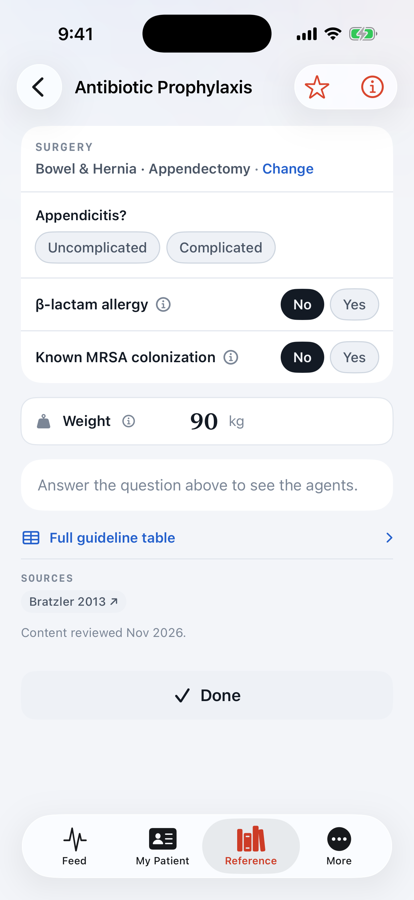 9:41
Antibiotic Prophylaxis
SURGERY
Bowel & Hernia · Appendectomy · Change
Appendicitis?
Uncomplicated Complicated
β-lactam allergy No Yes
Known MRSA colonization No Yes
Weight 90 kg
Answer the question above to see the agents.
Full guideline table
SOURCES
Bratzler 2013 ↗
Content reviewed Nov 2026.
Done
Feed My Patient Reference More